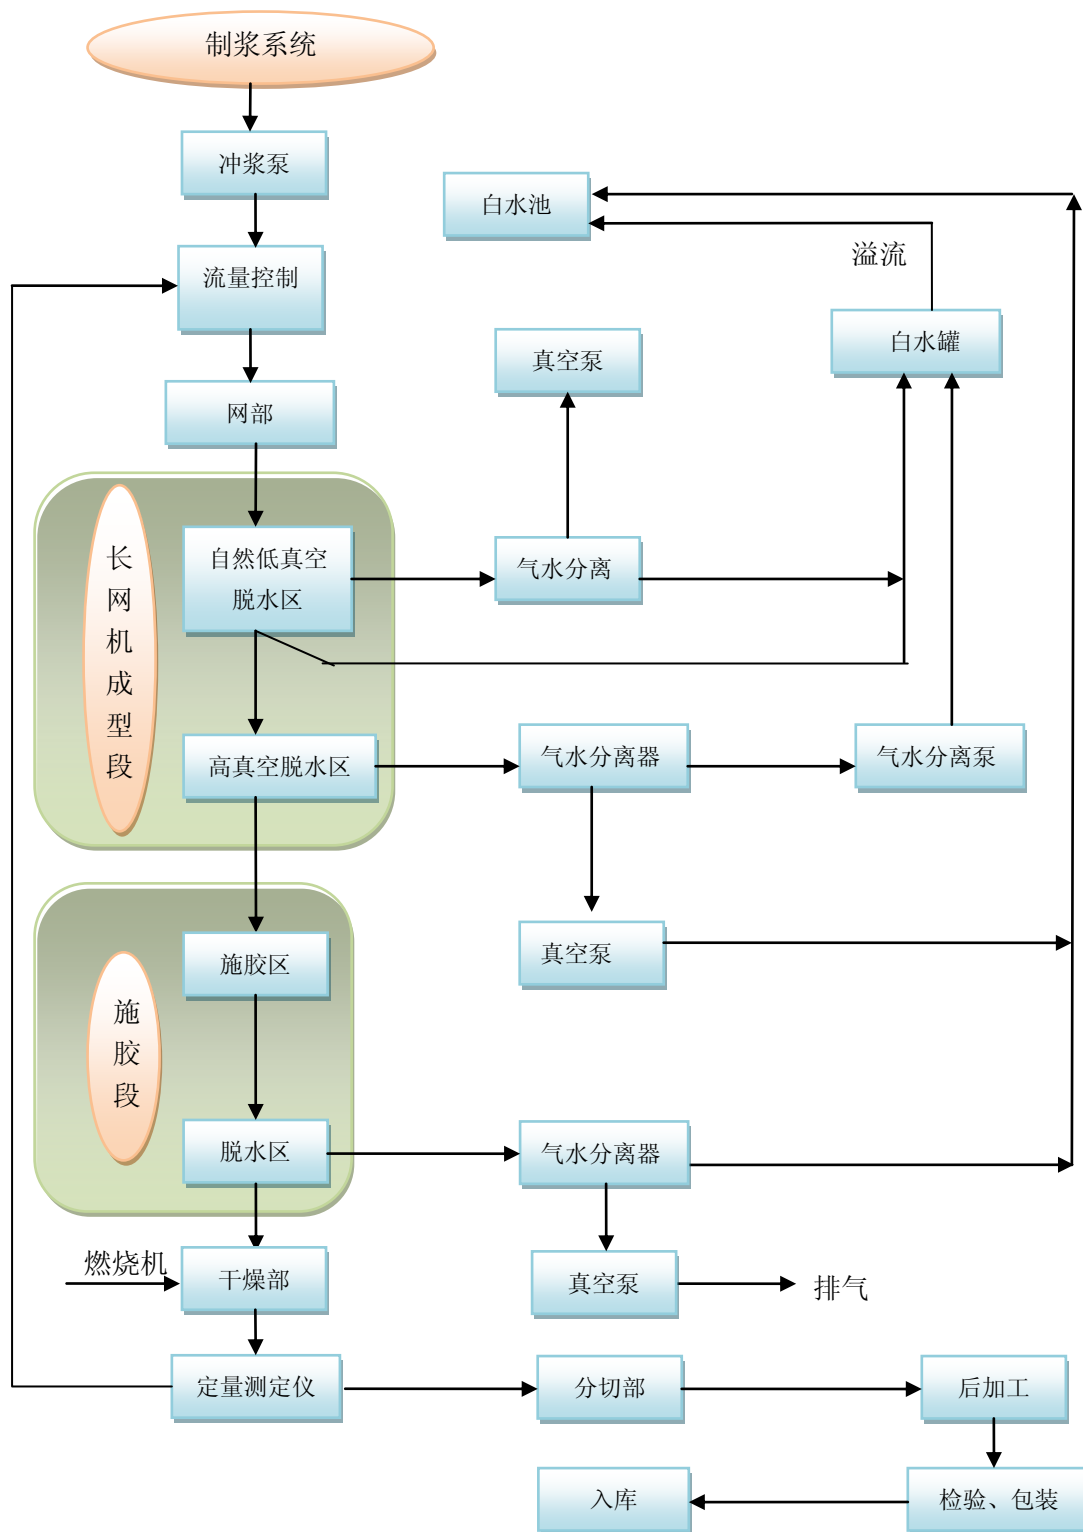 制浆系统
冲浆泵
白水池
流量控制
溢流
白水罐
真空泵
网部
长网机成型段
自然低真空
脱水区
气水分离
高真空脱水区
气水分离器
气水分离泵
真空泵
施胶段
施胶区
脱水区
气水分离器
燃烧机
干燥部
真空泵
排气
定量测定仪
分切部
后加工
入库
检验、包装